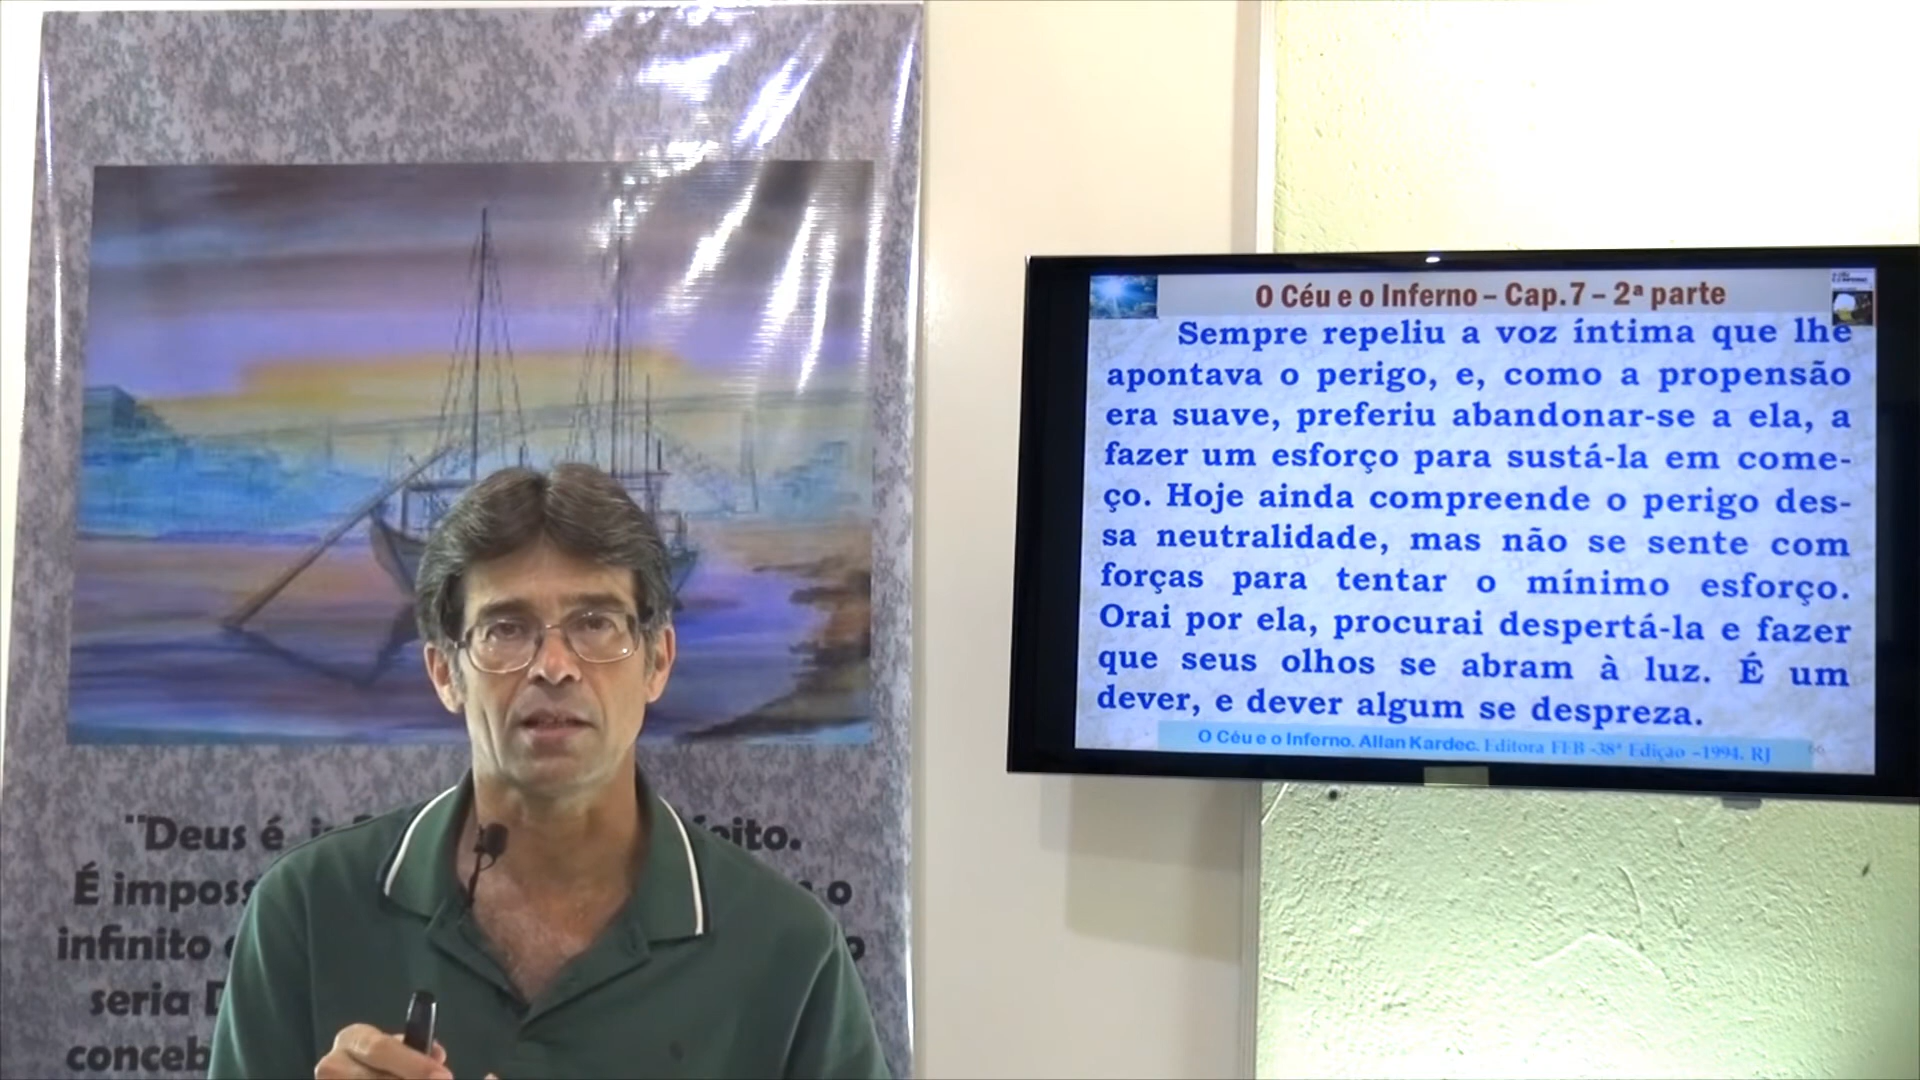 "Deus é
feito.
É imposs
o
infinito
o
seria D
conceb
O Céu e o Inferno – Cap.7 – 2ª parte
Sempre repeliu a voz íntima que lhe
apontava o perigo, e, como a propensão
era suave, preferiu abandonar-se a ela, a
fazer um esforço para sustá-la em come-
ço. Hoje ainda compreende o perigo des-
sa neutralidade, mas não se sente com
forças para tentar o mínimo esforço.
Orai por ela, procurai despertá-la e fazer
que seus olhos se abram à luz. É um
dever, e dever algum se despreza.
O Céu e o Inferno. Allan Kardec. Editora FEB -38ª Edição -1994. RJ